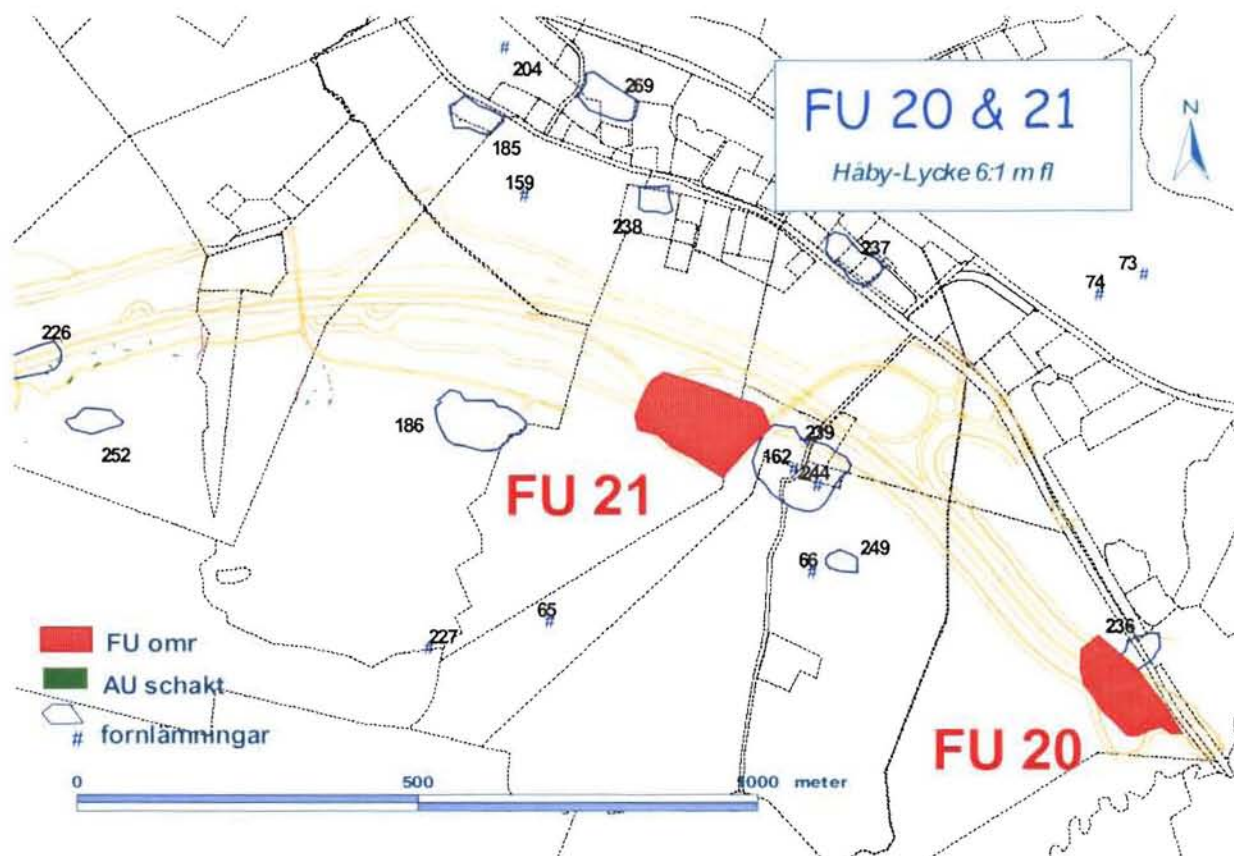 204
269
FU 20 & 21
Håby-Lycke 6:1 m fl
N
185
159
238
237
73
74
226
186
252
239
162
244
FU 21
66
249
65
227
236
FU omr
AU schakt
fornlämningar
FU 20
0 500 1000 meter